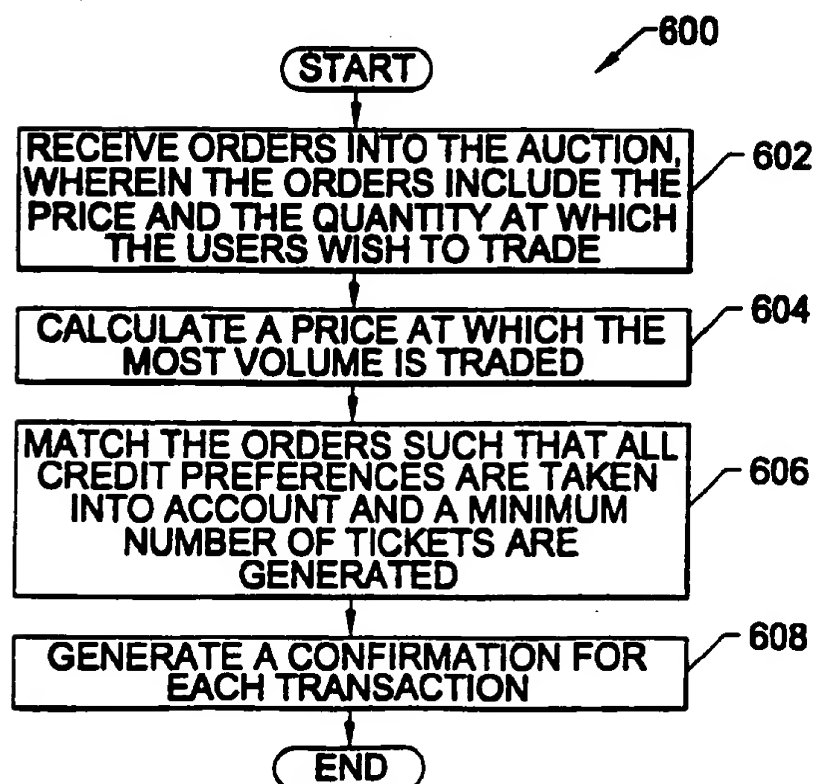 600
START
RECEIVE ORDERS INTO THE AUCTION,
WHEREIN THE ORDERS INCLUDE THE
PRICE AND THE QUANTITY AT WHICH
THE USERS WISH TO TRADE
602
CALCULATE A PRICE AT WHICH THE
MOST VOLUME IS TRADED
604
MATCH THE ORDERS SUCH THAT ALL
CREDIT PREFERENCES ARE TAKEN
INTO ACCOUNT AND A MINIMUM
NUMBER OF TICKETS ARE
GENERATED
606
GENERATE A CONFIRMATION FOR
EACH TRANSACTION
608
END